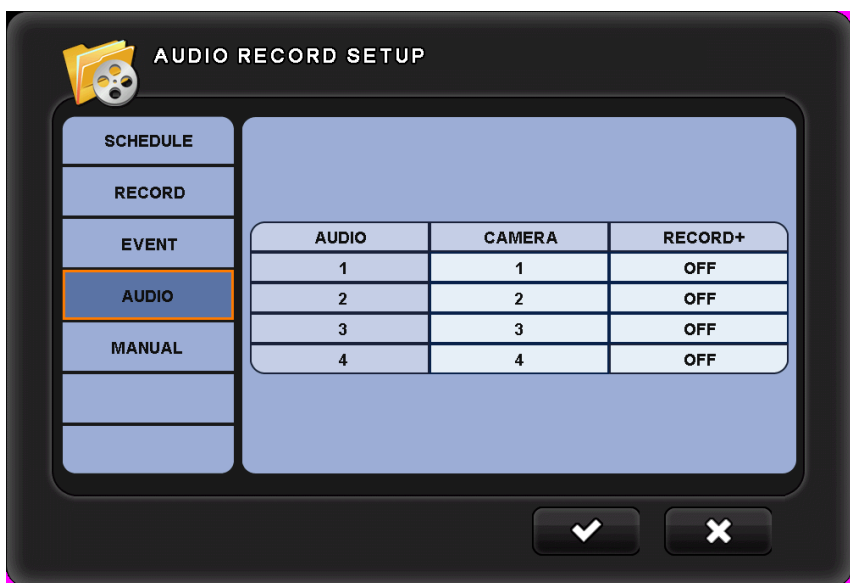 AUDIO RECORD SETUP
SCHEDULE
RECORD
EVENT
AUDIO
MANUAL
AUDIO CAMERA RECORD+
1 1 OFF
2 2 OFF
3 3 OFF
4 4 OFF